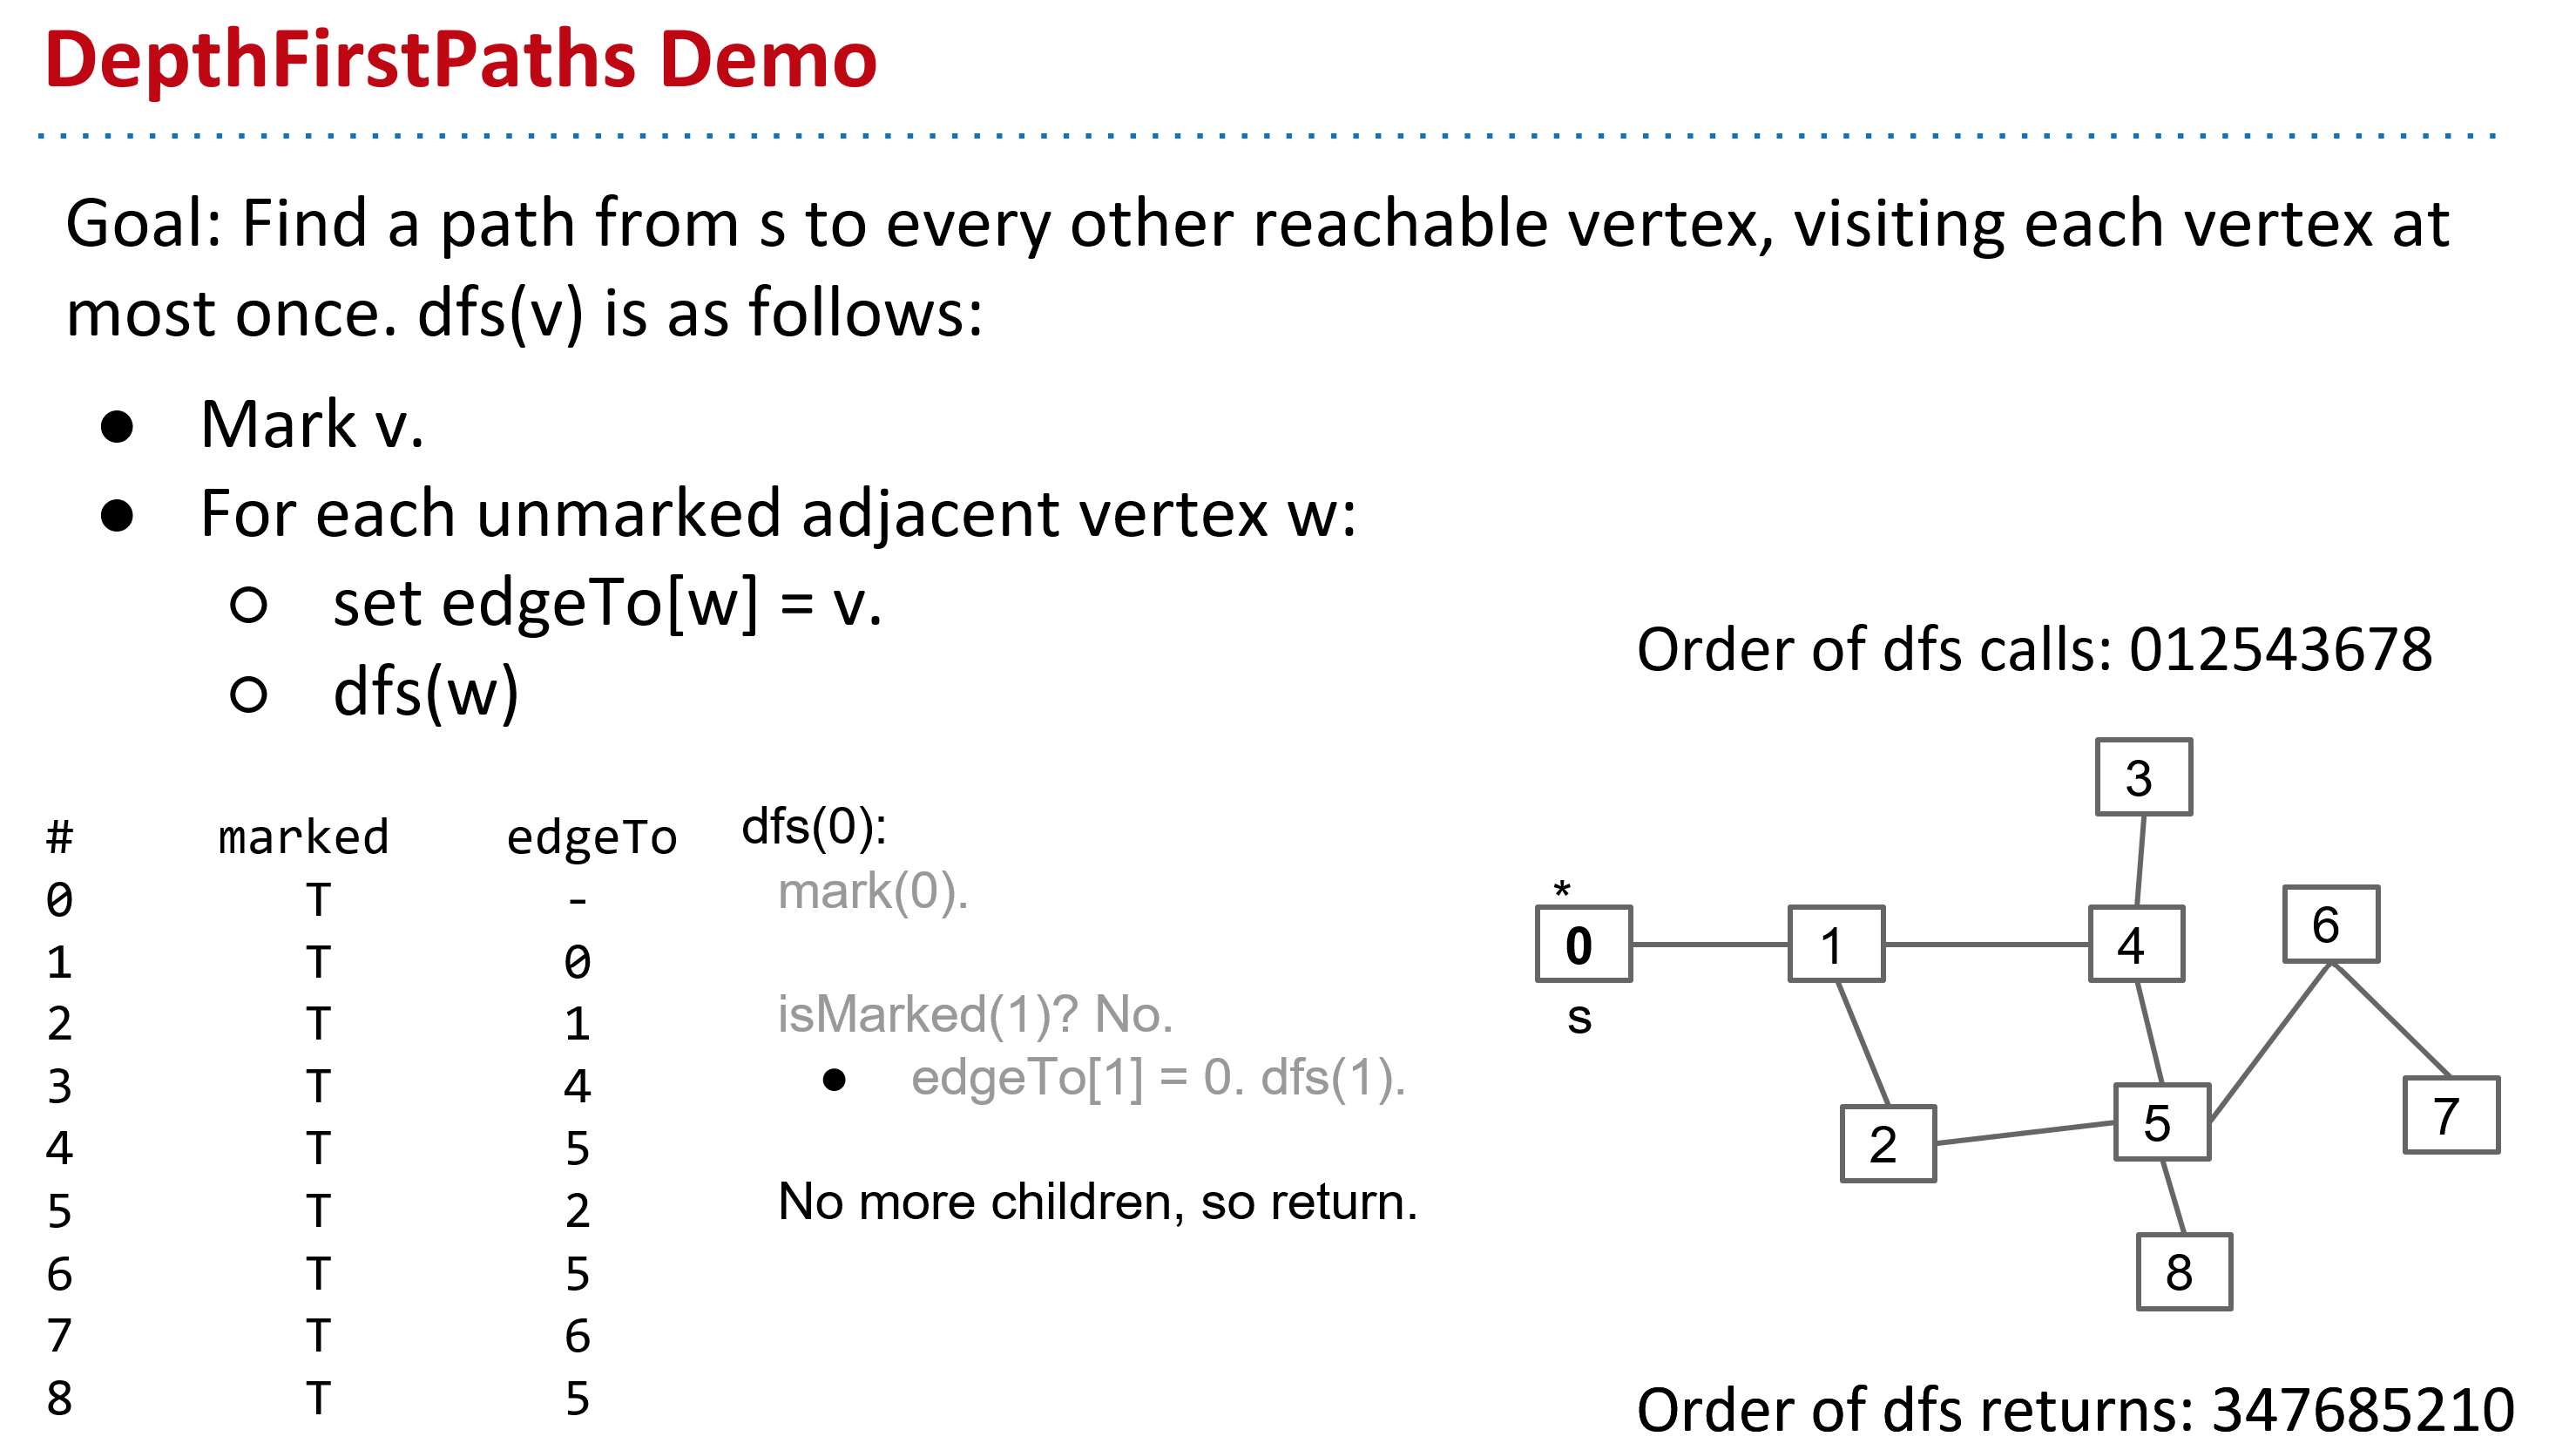 DepthFirstPaths Demo
Goal: Find a path from s to every other reachable vertex, visiting each vertex at
most once. dfs(v) is as follows:
● Mark v.
● For each unmarked adjacent vertex w:
○ set edgeTo[w] = v.
○ dfs(w)
# marked edgeTo
0 T -
1 T 0
2 T 1
3 T 4
4 T 5
5 T 2
6 T 5
7 T 6
8 T 5
dfs(0):
mark(0).
isMarked(1)? No.
● edgeTo[1] = 0. dfs(1).
No more children, so return.
Order of dfs calls: 012543678
3
*
0
1
4
6
s
2
5
7
8
Order of dfs returns: 347685210